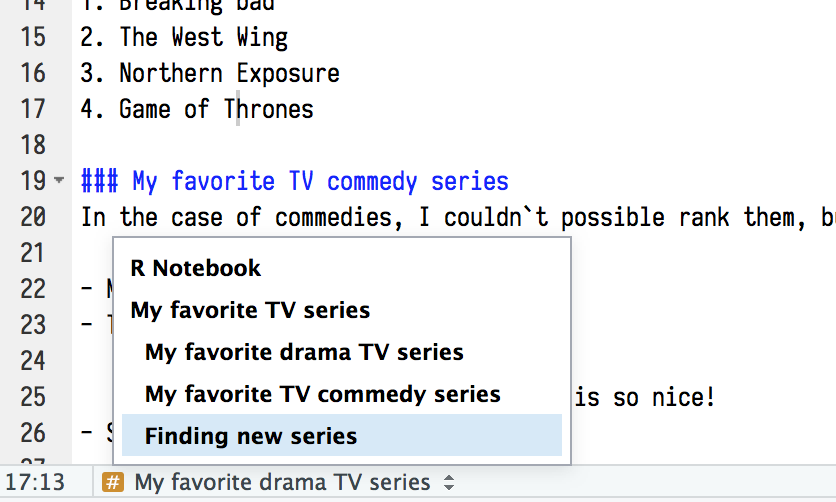 14 1. Breaking bad
15 2. The West Wing
16 3. Northern Exposure
17 4. Game of Thrones
18
19 ### My favorite TV commedy series
20 In the case of commedies, I couldn`t possible rank them,
21
R Notebook
22 -
My favorite TV series
23 -
My favorite drama TV series
24
My favorite TV commedy series
25 is so nice!
26 -
Finding new series
27
17:13 # My favorite drama TV series